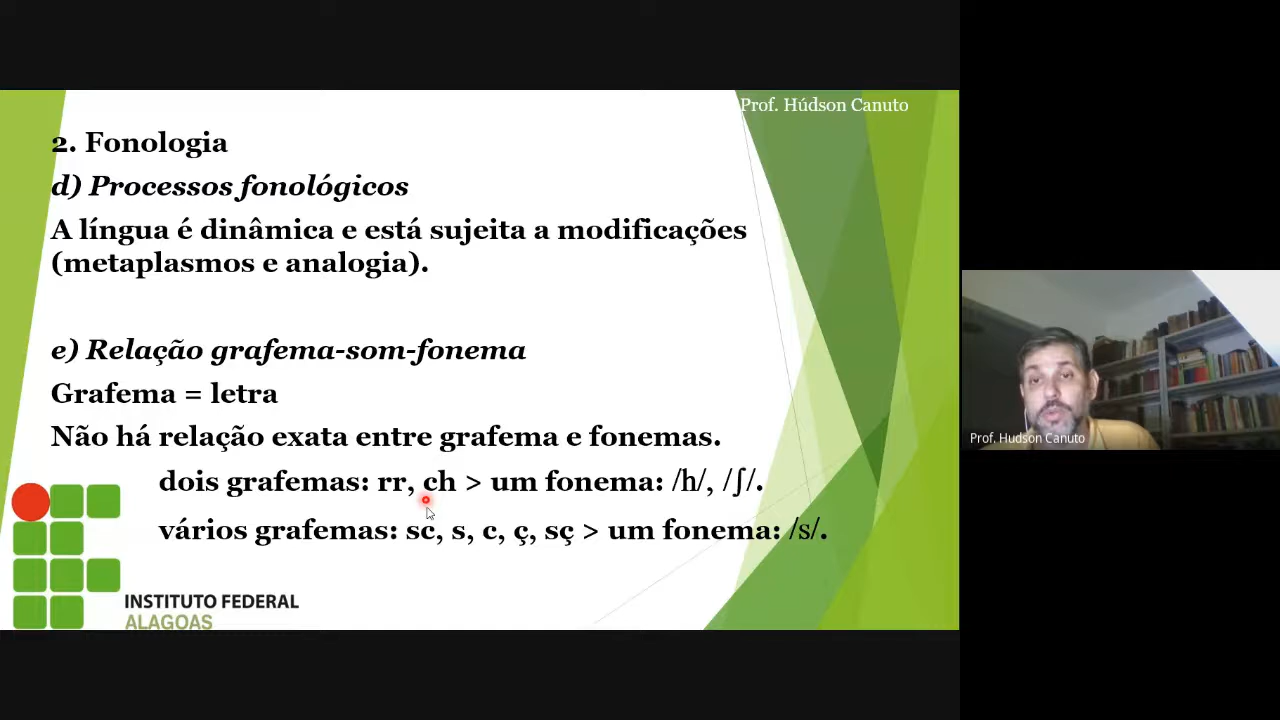 Prof. Húdson Canuto
2. Fonologia
d) Processos fonológicos
A língua é dinâmica e está sujeita a modificações
(metaplasmos e analogia).
e) Relação grafema-som-fonema
Grafema = letra
Não há relação exata entre grafema e fonemas.
dois grafemas: rr, ch > um fonema: /h/, /ʃ/.
vários grafemas: sc, s, c, ç, sç > um fonema: /s/.
INSTITUTO FEDERAL
ALAGOAS
Prof. Hudson Canuto